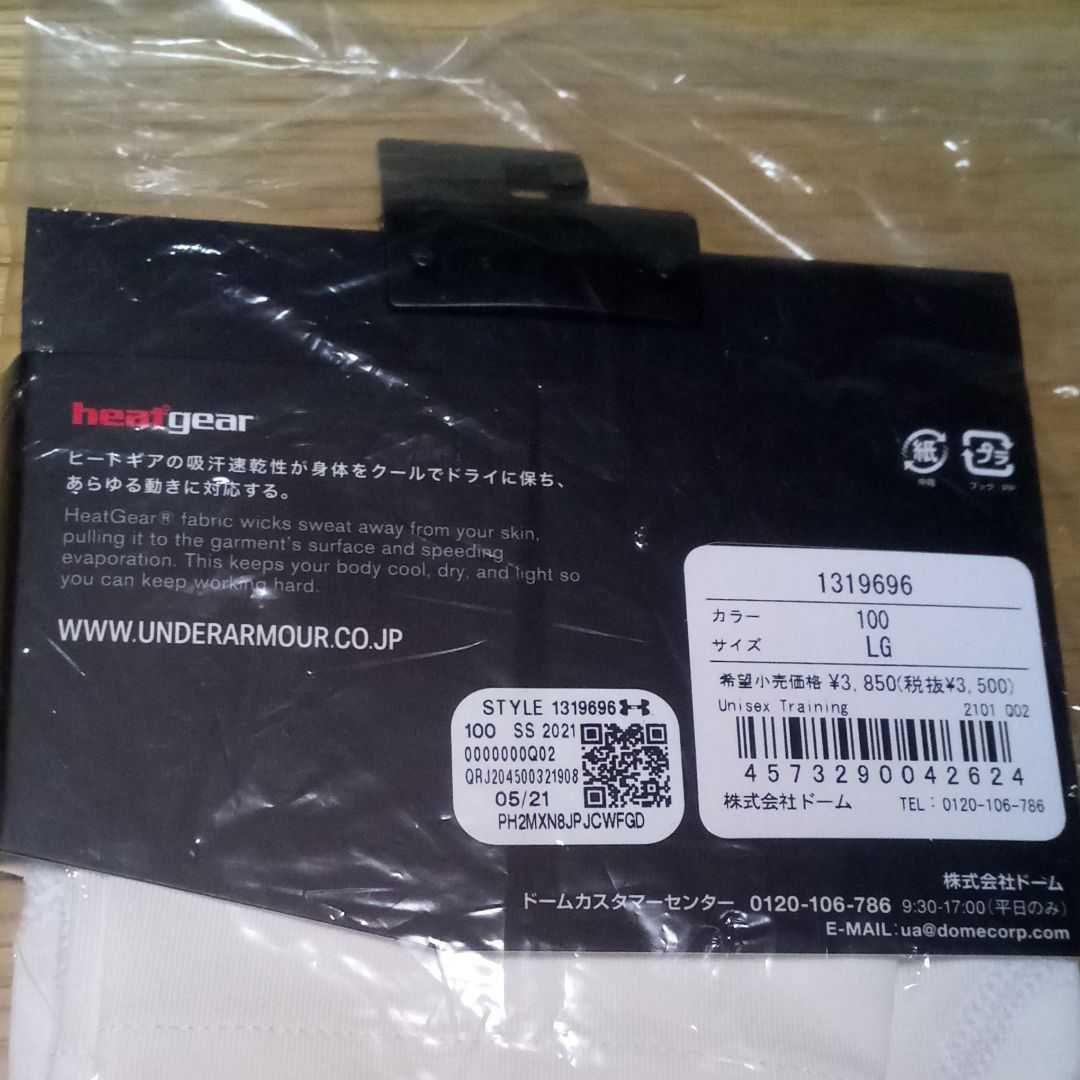 heatgear
ヒートギアの吸汗速乾性が身体をクールでドライに保ち、
あらゆる動きに対応する。
HeatGear® fabric wicks sweat away from your skin,
pulling it to the garment's surface and speeding
evaporation. This keeps your body cool, dry, and light so
you can keep working hard.
WWW.UNDERARMOUR.CO.JP
紙
プラ
フック PP
1319696
カラー 100
サイズ LG
希望小売価格 ¥3,850(税抜¥3,500)
Unisex Training 2101 Q02
4573290042624
株式会社ドーム TEL:0120-106-786
STYLE 1319696
100 SS 2021
0000000Q02
QRJ204500321908
05/21
PH2MXN8JPJCWFGD
株式会社ドーム
ドームカスタマーセンター 0120-106-786 9:30-17:00(平日のみ)
E-MAIL:ua@domecorp.com